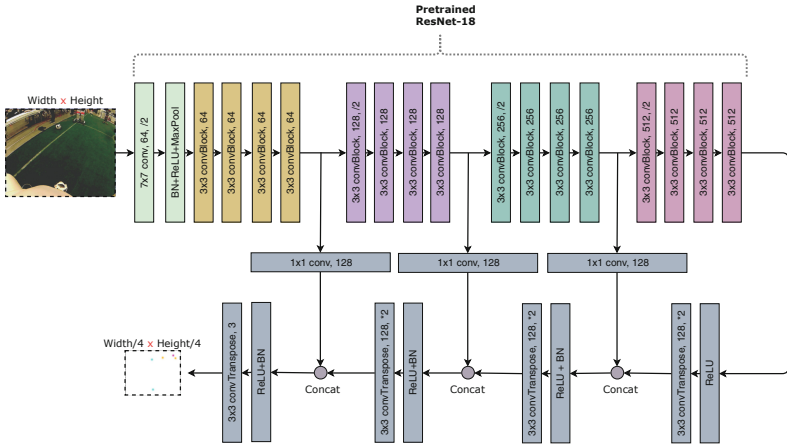 Pretrained
ResNet-18
Width x Height
7x7 conv, 64, /2
BN+ReLU+MaxPool
3x3 convBlock, 64
3x3 convBlock, 64
3x3 convBlock, 64
3x3 convBlock, 64
3x3 convBlock, 128, /2
3x3 convBlock, 128
3x3 convBlock, 128
3x3 convBlock, 128
3x3 convBlock, 256, /2
3x3 convBlock, 256
3x3 convBlock, 256
3x3 convBlock, 256
3x3 convBlock, 512, /2
3x3 convBlock, 512
3x3 convBlock, 512
3x3 convBlock, 512
1x1 conv, 128
1x1 conv, 128
1x1 conv, 128
Width/4 x Height/4
3x3 convTranspose, 3
ReLU+BN
Concat
3x3 convTranspose, 128, *2
ReLU+BN
Concat
3x3 convTranspose, 128, *2
ReLU + BN
Concat
3x3 convTranspose, 128, *2
ReLU